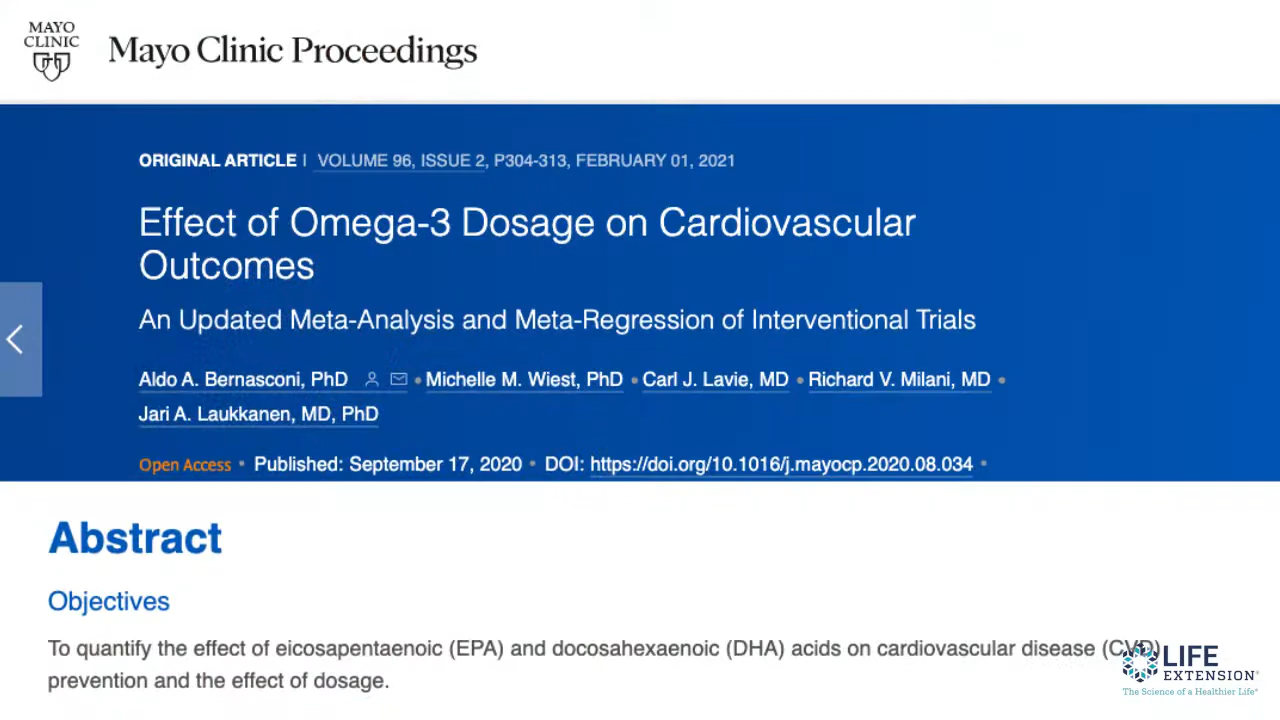 MAYO
CLINIC
Mayo Clinic Proceedings
ORIGINAL ARTICLE | VOLUME 96, ISSUE 2, P304-313, FEBRUARY 01, 2021
Effect of Omega-3 Dosage on Cardiovascular
Outcomes
An Updated Meta-Analysis and Meta-Regression of Interventional Trials
Aldo A. Bernasconi, PhD • Michelle M. Wiest, PhD • Carl J. Lavie, MD • Richard V. Milani, MD •
Jari A. Laukkanen, MD, PhD
Open Access • Published: September 17, 2020 • DOI: https://doi.org/10.1016/j.mayocp.2020.08.034 •
Abstract
Objectives
To quantify the effect of eicosapentaenoic (EPA) and docosahexaenoic (DHA) acids on cardiovascular disease (CVD)
prevention and the effect of dosage.
LIFE
EXTENSION®
The Science of a Healthier Life®